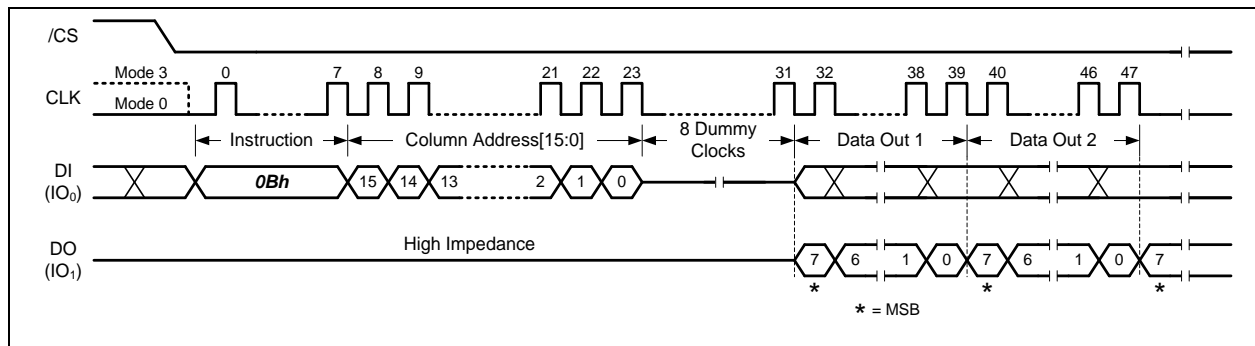 /CS
Mode 3
0 7 8 9 21 22 23 31 32 38 39 40 46 47
CLK
Mode 0
Instruction Column Address[15:0] 8 Dummy Clocks Data Out 1 Data Out 2
DI
(IO0)
0Bh 15 14 13 2 1 0
DO
(IO1)
High Impedance
7 6 1 0 7 6 1 0 7
* * *
* = MSB